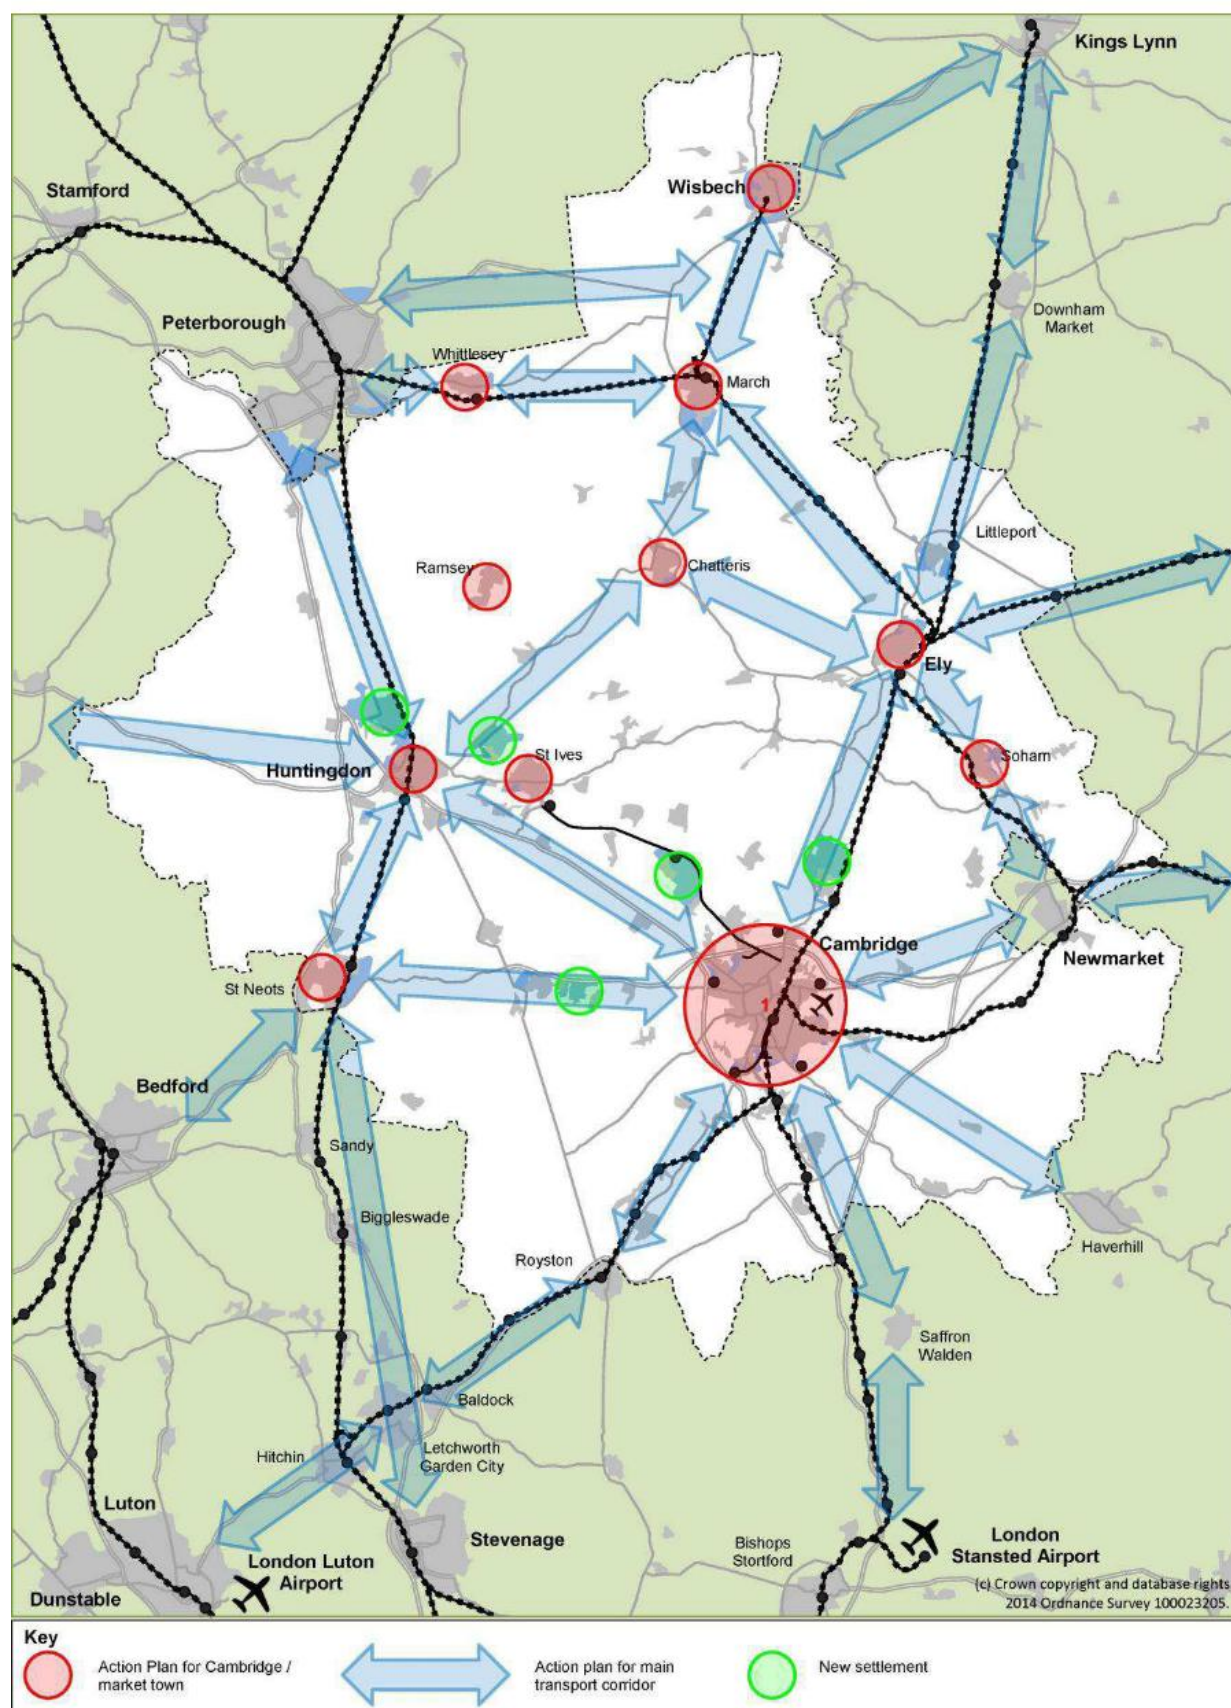 Kings Lynn
Wisbech
Stamford
Downham
Market
Peterborough
Whittlesey
March
Littleport
Ramsey
Chatteris
Ely
St Ives
Soham
Huntingdon
Cambridge
Newmarket
St Neots
1
Bedford
Sandy
Biggleswade
Royston
Haverhill
Saffron
Walden
Baldock
Hitchin
Letchworth
Garden City
Luton
Stevenage
Bishops
Stortford
London
Stansted Airport
London Luton
Airport
Dunstable
(c) Crown copyright and database rights
2014 Ordnance Survey 100023205.
Key
Action Plan for Cambridge /
market town
Action plan for main
transport corridor
New settlement